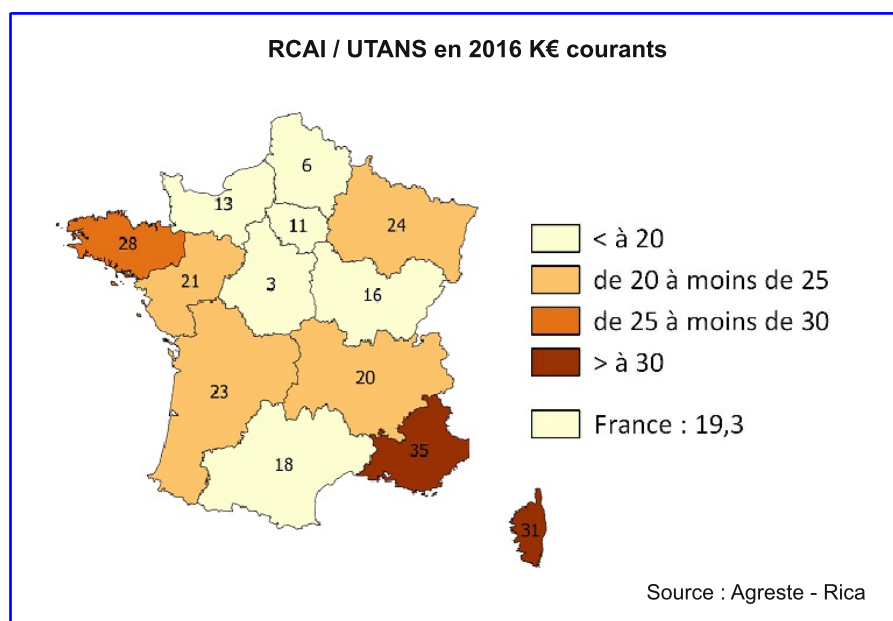 RCAI / UTANS en 2016 K€ courants
6
13
11
24
28
21
3
16
23
20
35
18
31
< à 20
de 20 à moins de 25
de 25 à moins de 30
> à 30
France : 19,3
Source : Agreste - Rica